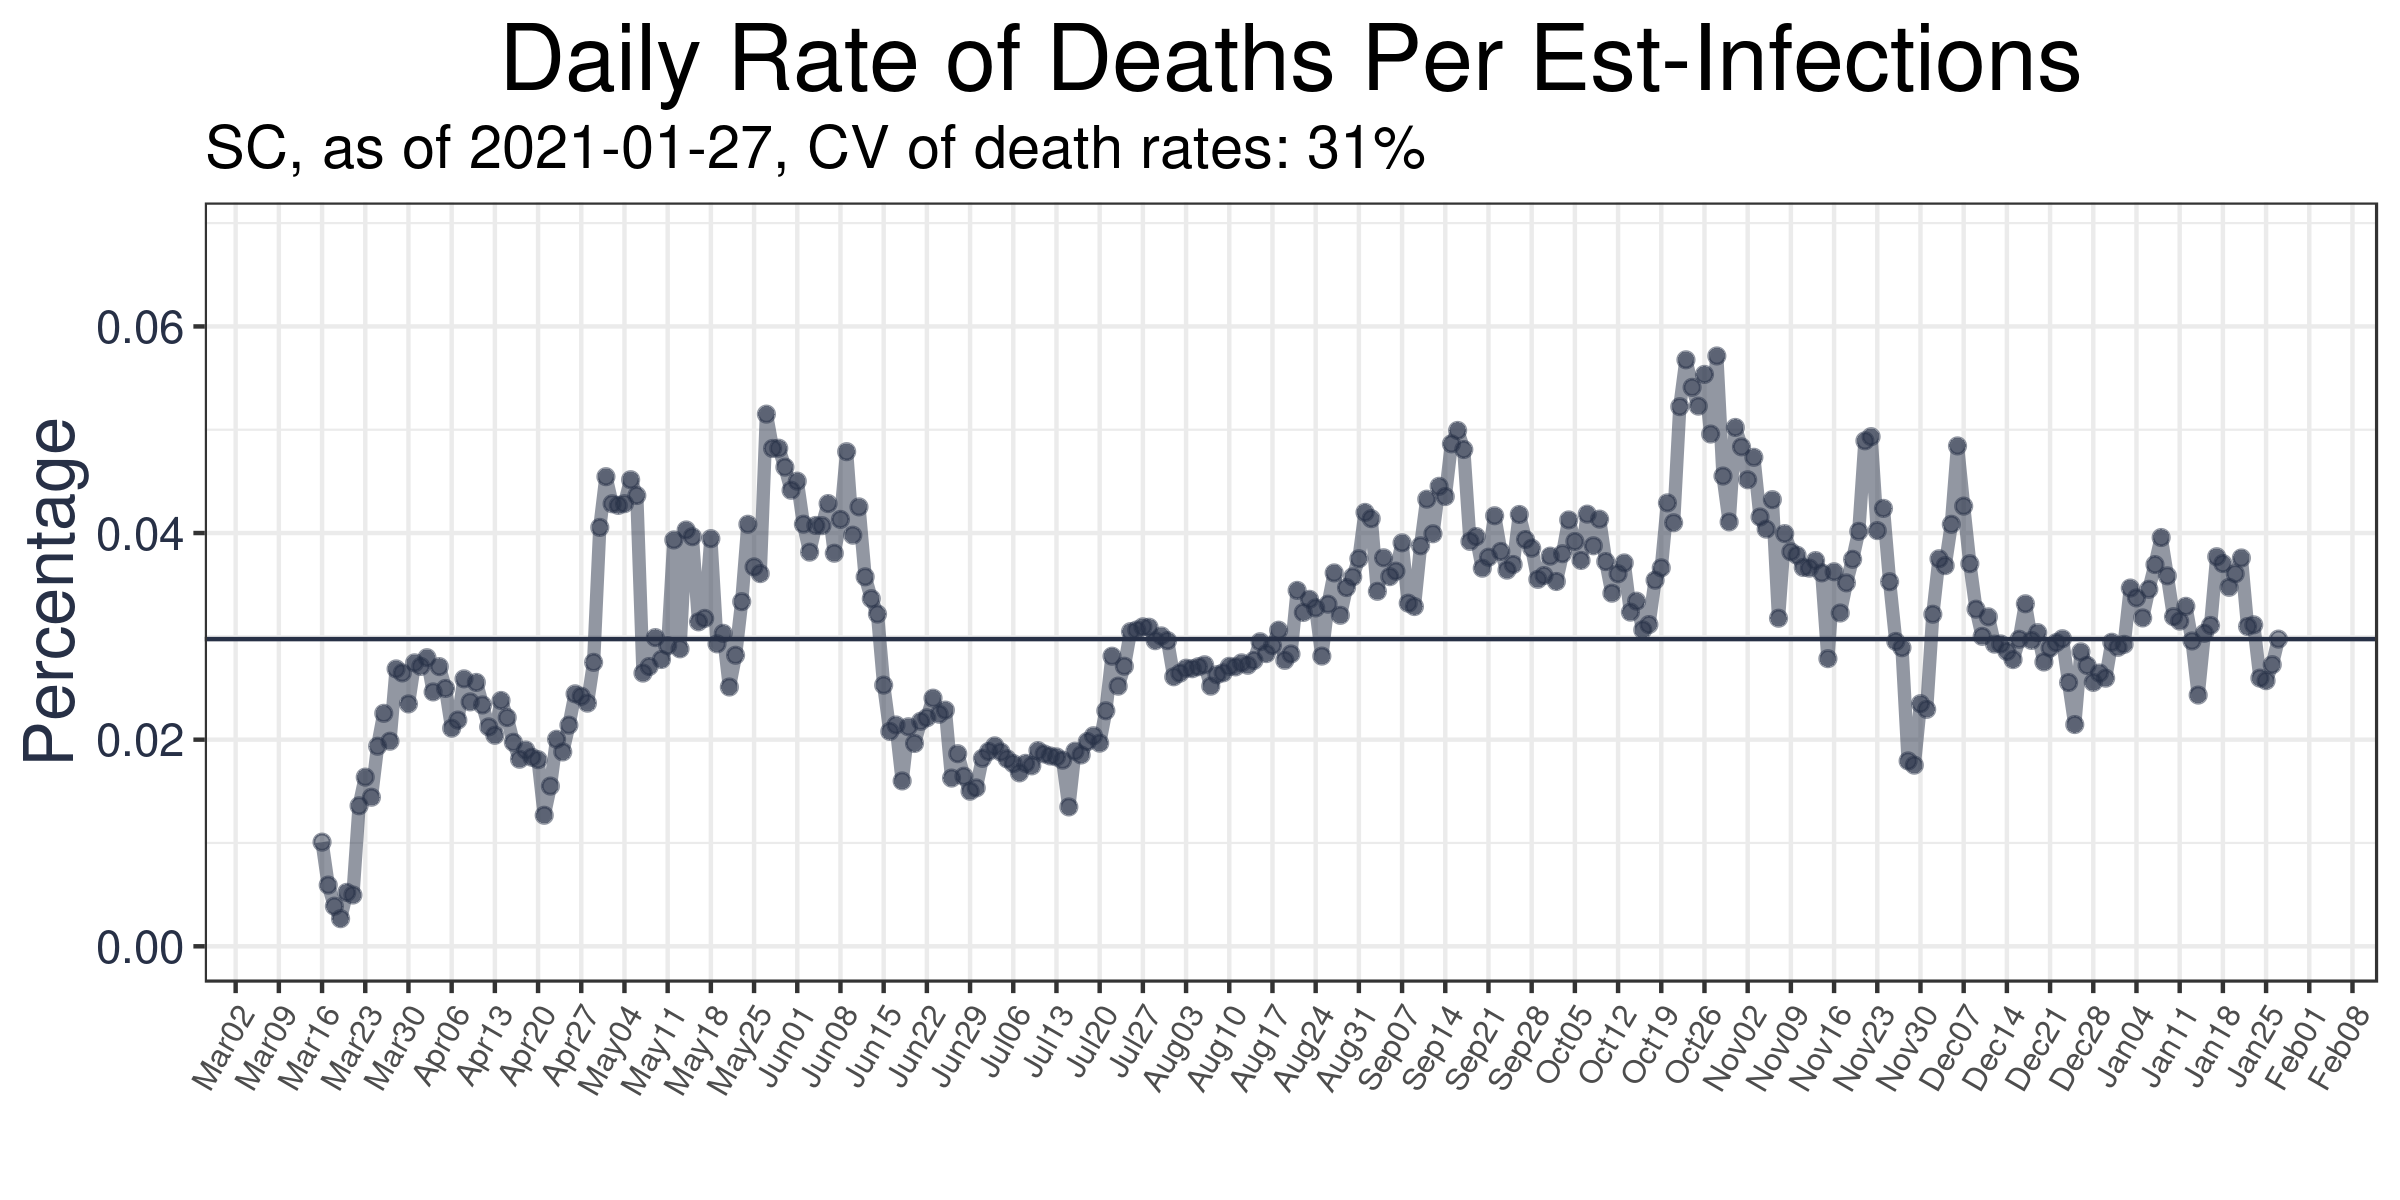 Daily Rate of Deaths Per Est-Infections
SC, as of 2021-01-27, CV of death rates: 31%
Percentage
0.06
0.04
0.02
0.00
Mar02
Mar09
Mar16
Mar23
Mar30
Apr06
Apr13
Apr20
Apr27
May04
May11
May18
May25
Jun01
Jun08
Jun15
Jun22
Jun29
Jul06
Jul13
Jul20
Jul27
Aug03
Aug10
Aug17
Aug24
Aug31
Sep07
Sep14
Sep21
Sep28
Oct05
Oct12
Oct19
Oct26
Nov02
Nov09
Nov16
Nov23
Nov30
Dec07
Dec14
Dec21
Dec28
Jan04
Jan11
Jan18
Jan25
Feb01
Feb08